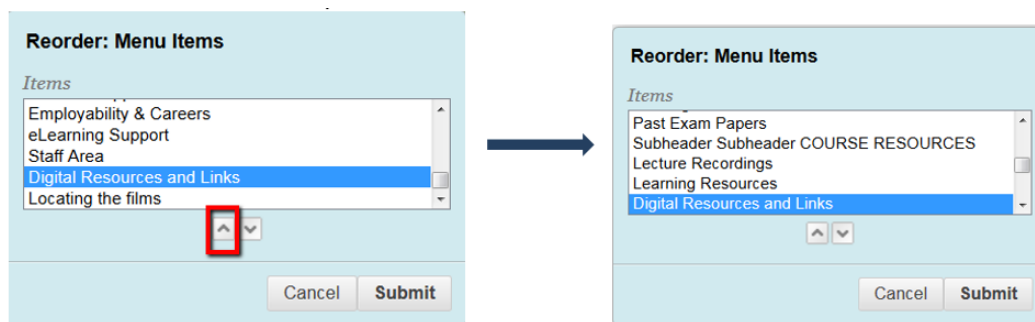 Reorder: Menu Items
Items
Employability & Careers
eLearning Support
Staff Area
Digital Resources and Links
Locating the films
Cancel Submit
Reorder: Menu Items
Items
Past Exam Papers
Subheader Subheader COURSE RESOURCES
Lecture Recordings
Learning Resources
Digital Resources and Links
Cancel Submit